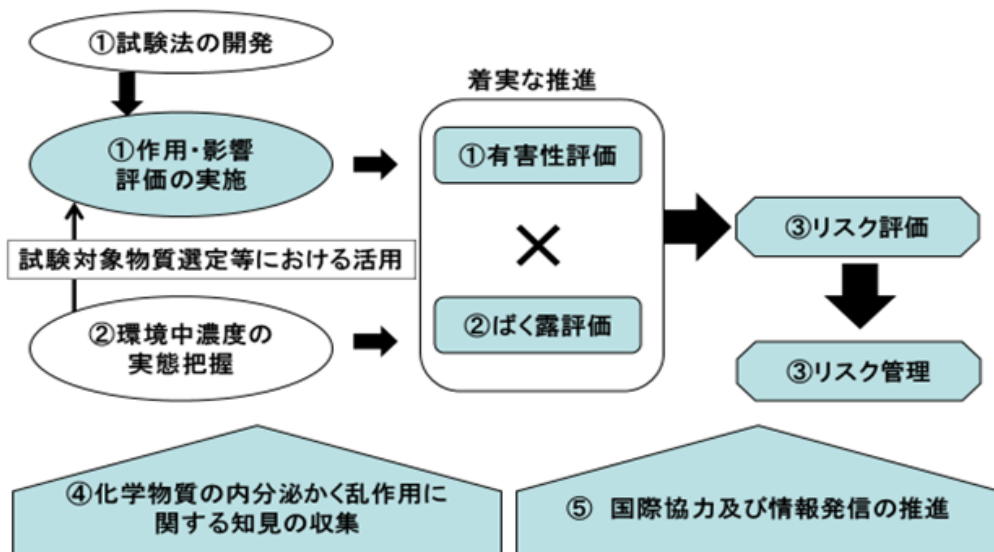 ①試験法の開発
着実な推進
①作用・影響
評価の実施
①有害性評価
×
③リスク評価
試験対象物質選定等における活用
②環境中濃度の
実態把握
②ばく露評価
③リスク管理
④化学物質の内分泌かく乱作用に
関する知見の収集
⑤ 国際協力及び情報発信の推進